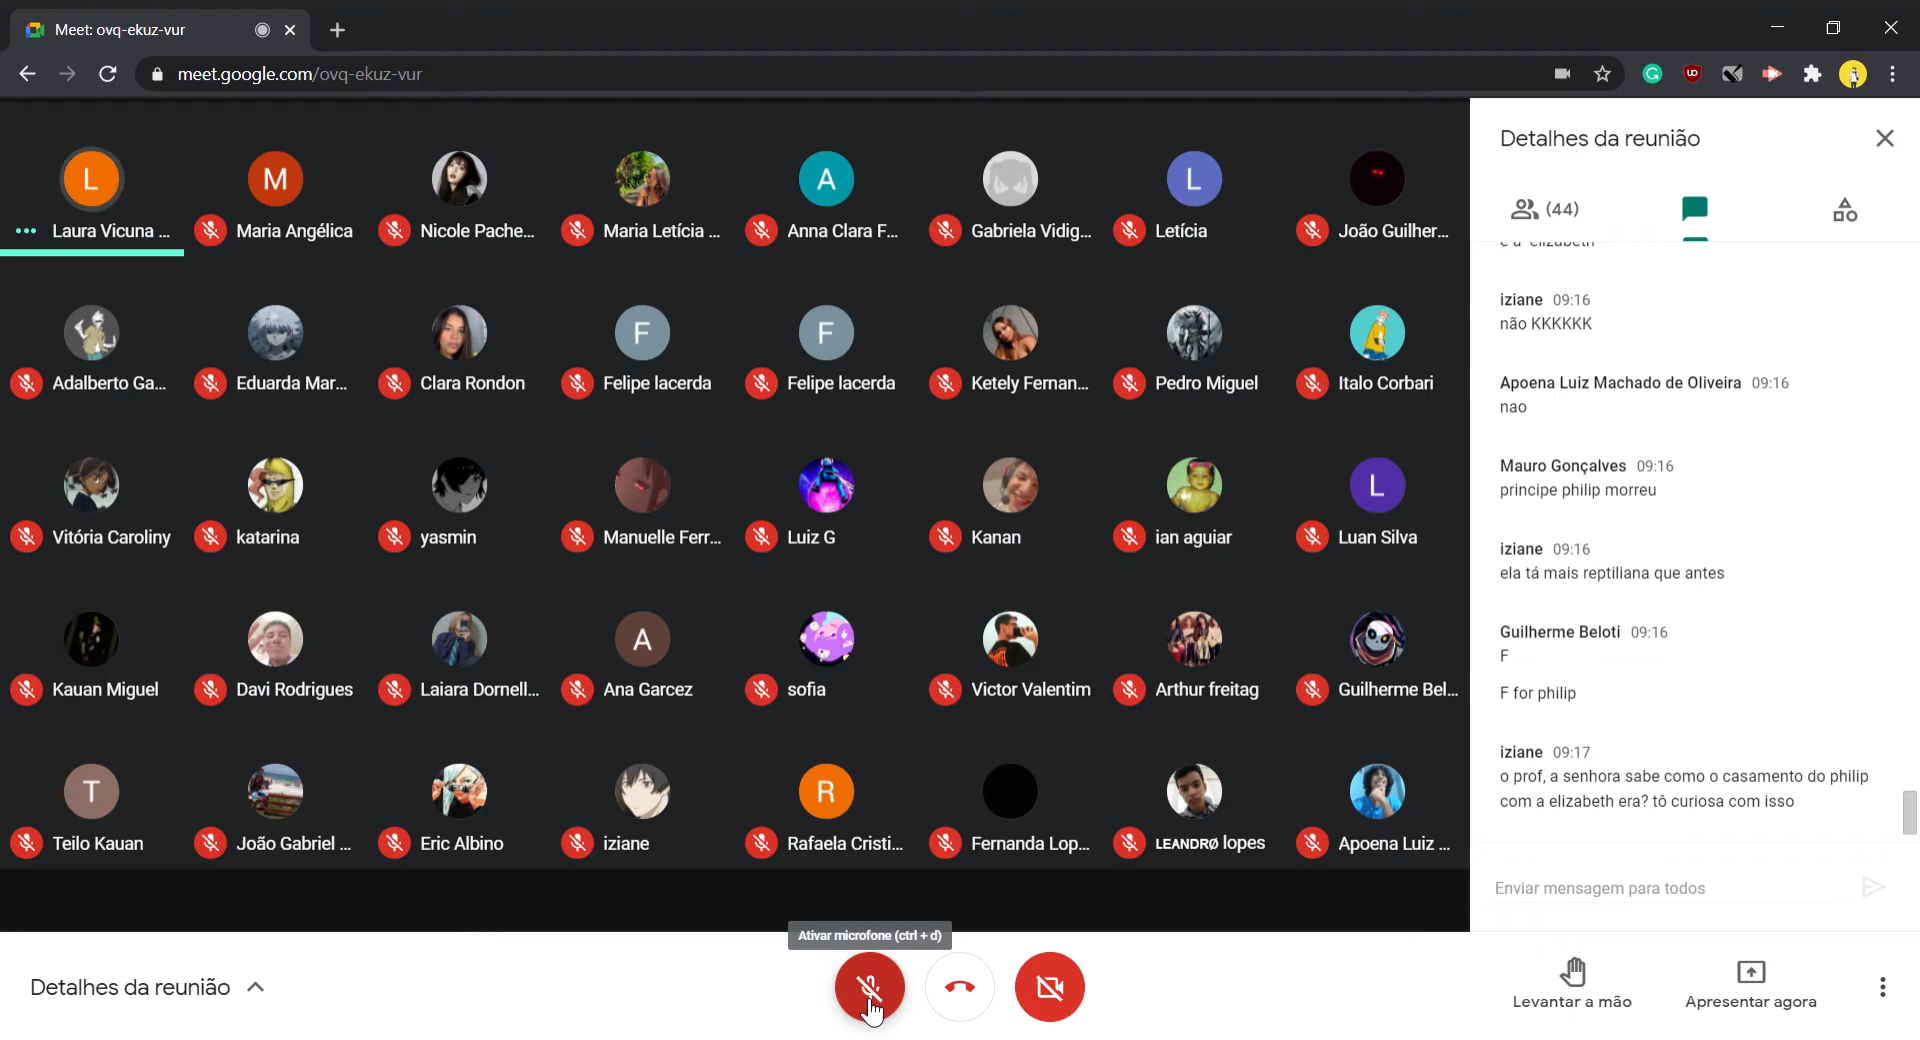 Meet: ovq-ekuz-vur
meet.google.com/ovq-ekuz-vur
L
Laura Vicuna ...
M
Maria Angélica
Nicole Pache...
Maria Letícia ...
A
Anna Clara F...
Gabriela Vidig...
L
Letícia
João Guilher...
Adalberto Ga...
Eduarda Mar...
Clara Rondon
F
Felipe lacerda
F
Felipe lacerda
Ketely Fernan...
Pedro Miguel
Italo Corbari
Vitória Caroliny
katarina
yasmin
Manuelle Ferr...
Luiz G
Kanan
ian aguiar
L
Luan Silva
Kauan Miguel
Davi Rodrigues
Laiara Dornell...
A
Ana Garcez
sofia
Victor Valentim
Arthur freitag
Guilherme Bel...
T
Teilo Kauan
João Gabriel ...
Eric Albino
iziane
R
Rafaela Cristi...
Fernanda Lop...
ʟᴇᴀɴᴅʀØ lopes
Apoena Luiz ...
Detalhes da reunião
(44)
e a elizabeth
iziane 09:16
não KKKKKK
Apoena Luiz Machado de Oliveira 09:16
nao
Mauro Gonçalves 09:16
principe philip morreu
iziane 09:16
ela tá mais reptiliana que antes
Guilherme Beloti 09:16
F
F for philip
iziane 09:17
o prof, a senhora sabe como o casamento do philip
com a elizabeth era? tô curiosa com isso
Enviar mensagem para todos
Ativar microfone (ctrl + d)
Detalhes da reunião
Levantar a mão
Apresentar agora